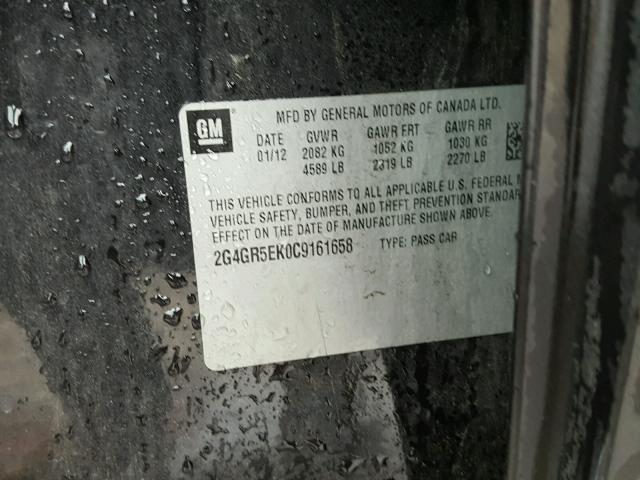 GM
MFD BY GENERAL MOTORS OF CANADA LTD.
DATE GVWR GAWR FRT GAWR RR
01/12 2082 KG 1052 KG 1030 KG
4589 LB 2319 LB 2270 LB
THIS VEHICLE CONFORMS TO ALL APPLICABLE U.S. FEDERAL
VEHICLE SAFETY, BUMPER, AND THEFT PREVENTION STANDAR
EFFECT ON THE DATE OF MANUFACTURE SHOWN ABOVE.
2G4GR5EK0C9161658 TYPE: PASS CAR